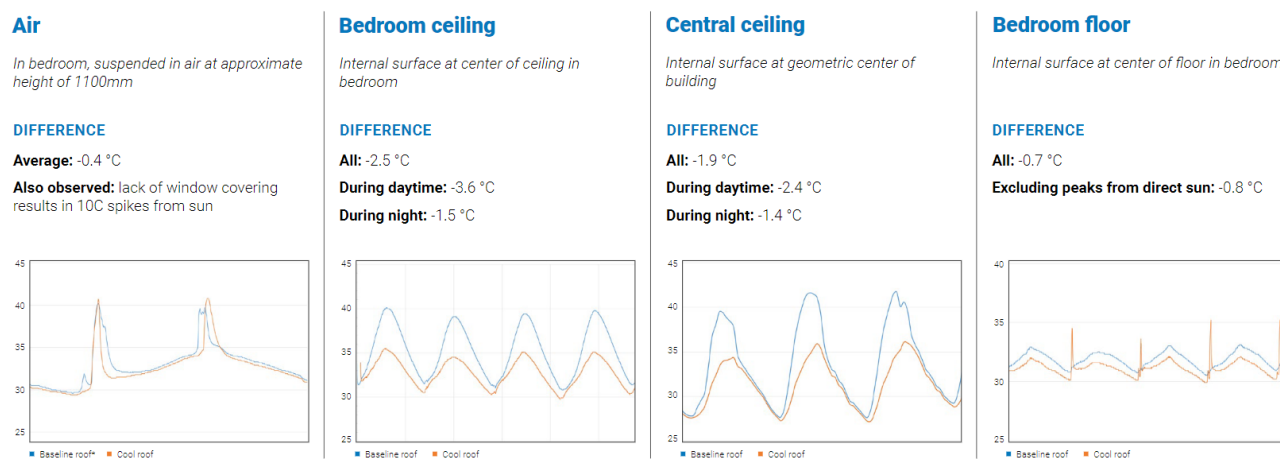 Air
In bedroom, suspended in air at approximate
height of 1100mm
DIFFERENCE
Average: -0.4 °C
Also observed: lack of window covering
results in 10C spikes from sun
45
40
35
30
25
Baseline roof* Cool roof
Bedroom ceiling
Internal surface at center of ceiling in
bedroom
DIFFERENCE
All: -2.5 °C
During daytime: -3.6 °C
During night: -1.5 °C
45
40
35
30
25
Baseline roof Cool roof
Central ceiling
Internal surface at geometric center of
building
DIFFERENCE
All: -1.9 °C
During daytime: -2.4 °C
During night: -1.4 °C
45
40
35
30
25
Baseline roof Cool roof
Bedroom floor
Internal surface at center of floor in bedroom
DIFFERENCE
All: -0.7 °C
Excluding peaks from direct sun: -0.8 °C
40
35
30
25
Baseline roof Cool roof